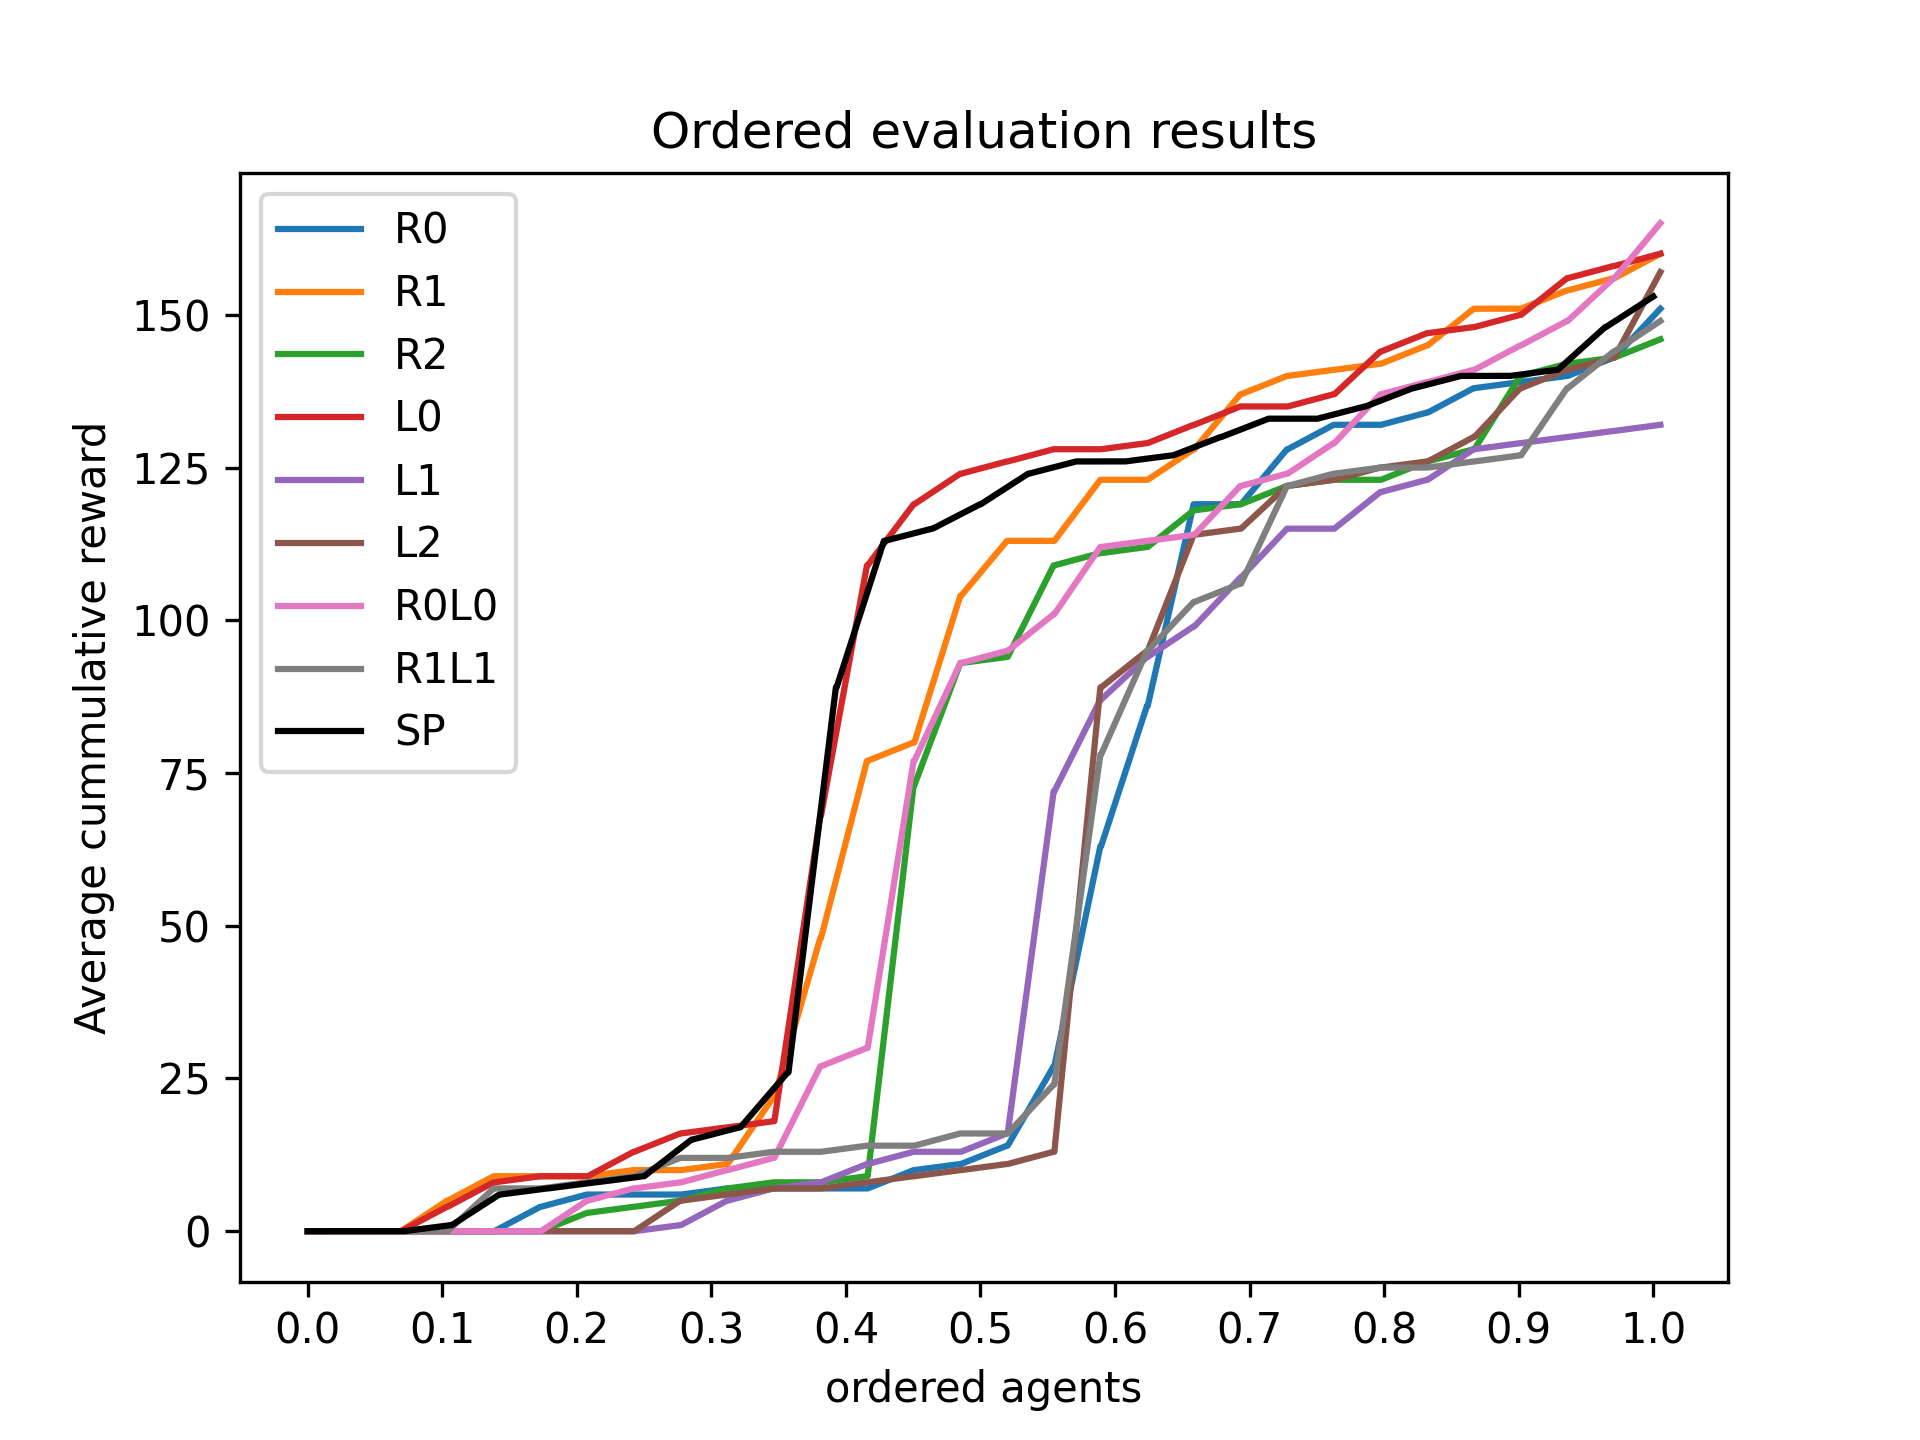 Ordered evaluation results
R0
R1
R2
L0
L1
L2
R0L0
R1L1
SP
Average cummulative reward
150
125
100
75
50
25
0
0.0 0.1 0.2 0.3 0.4 0.5 0.6 0.7 0.8 0.9 1.0
ordered agents